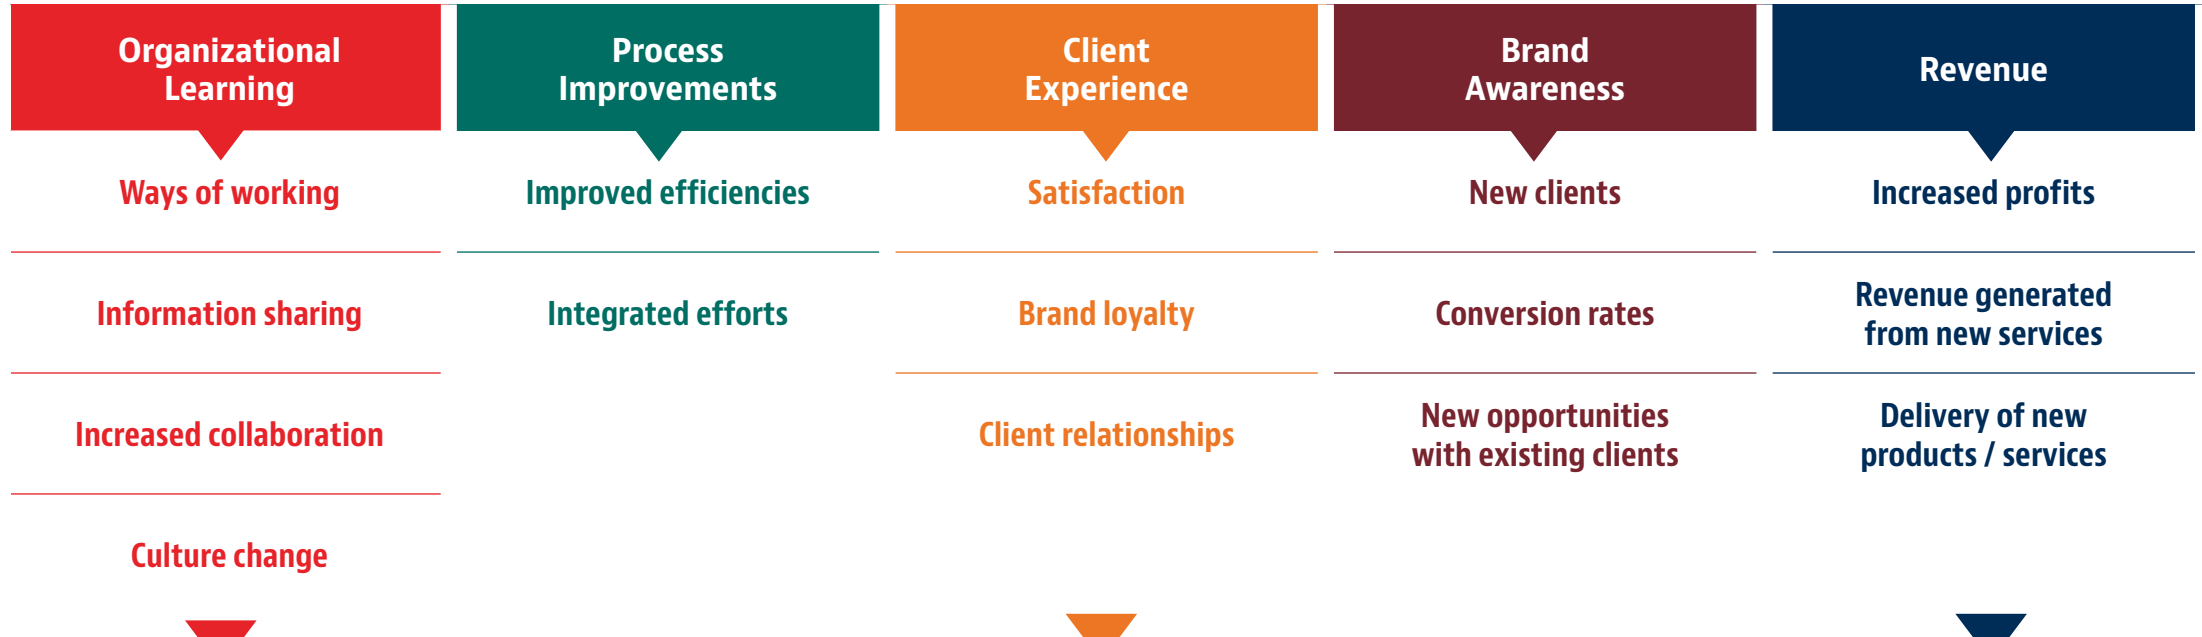 Organizational
Learning
Process
Improvements
Client
Experience
Brand
Awareness
Revenue
Ways of working
Improved efficiencies
Satisfaction
New clients
Increased profits
Information sharing
Integrated efforts
Brand loyalty
Conversion rates
Revenue generated
from new services
Increased collaboration
Client relationships
New opportunities
with existing clients
Delivery of new
products / services
Culture change